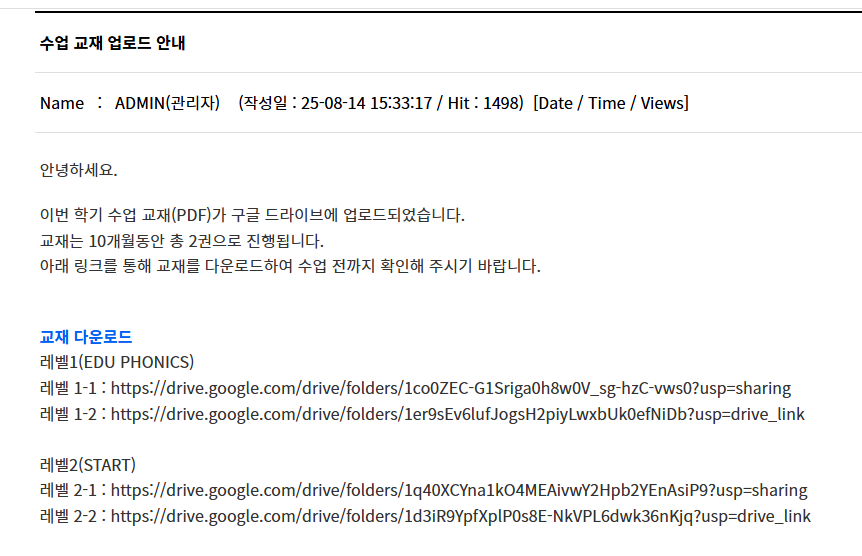 수업 교재 업로드 안내
Name : ADMIN(관리자) (작성일 : 25-08-14 15:33:17 / Hit : 1498) [Date / Time / Views]
안녕하세요.
이번 학기 수업 교재(PDF)가 구글 드라이브에 업로드되었습니다.
교재는 10개월동안 총 2권으로 진행됩니다.
아래 링크를 통해 교재를 다운로드하여 수업 전까지 확인해 주시기 바랍니다.
교재 다운로드
레벨1(EDU PHONICS)
레벨 1-1 : https://drive.google.com/drive/folders/1co0ZEC-G1Sriga0h8w0V_sg-hzC-vws0?usp=sharing
레벨 1-2 : https://drive.google.com/drive/folders/1er9sEv6lufJogsH2piyLwxbUk0efNiDb?usp=drive_link
레벨2(START)
레벨 2-1 : https://drive.google.com/drive/folders/1q40XCYna1kO4MEAivwY2Hpb2YEnAsiP9?usp=sharing
레벨 2-2 : https://drive.google.com/drive/folders/1d3iR9YpfXplP0s8E-NkVPL6dwk36nKjq?usp=drive_link